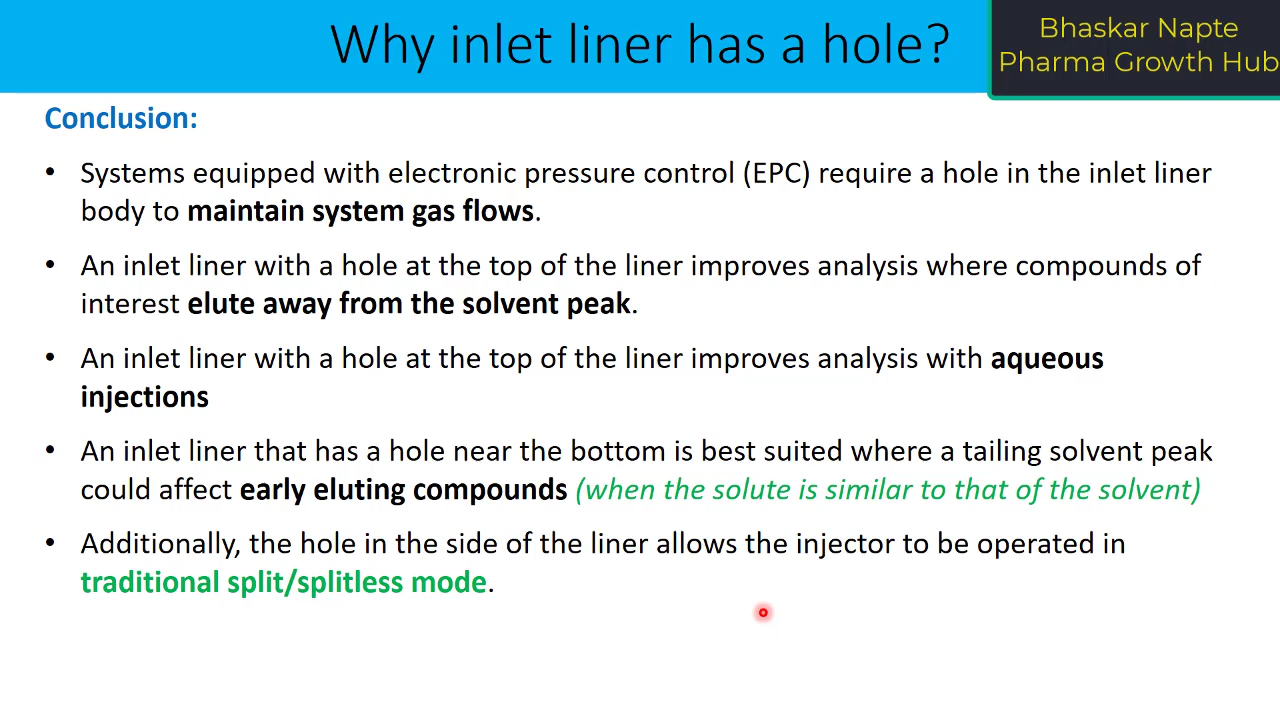 Why inlet liner has a hole?
Bhaskar Napte
Pharma Growth Hub
Conclusion:
• Systems equipped with electronic pressure control (EPC) require a hole in the inlet liner
body to maintain system gas flows.
• An inlet liner with a hole at the top of the liner improves analysis where compounds of
interest elute away from the solvent peak.
• An inlet liner with a hole at the top of the liner improves analysis with aqueous
injections
• An inlet liner that has a hole near the bottom is best suited where a tailing solvent peak
could affect early eluting compounds (when the solute is similar to that of the solvent)
• Additionally, the hole in the side of the liner allows the injector to be operated in
traditional split/splitless mode.